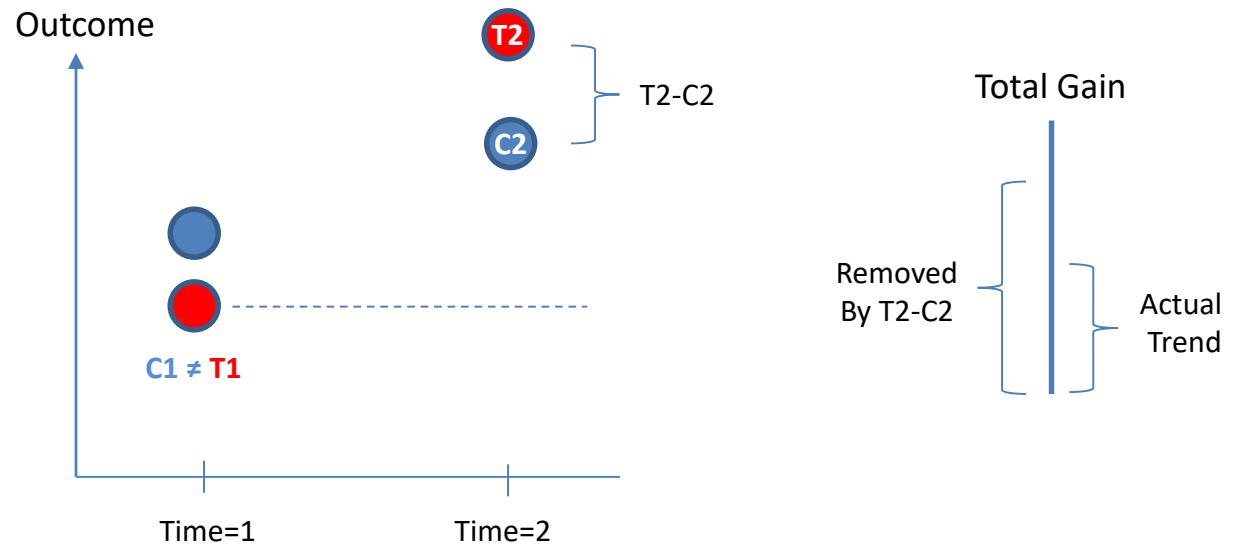 Outcome
T2
T2-C2
C2
C1 ≠ T1
Time=1
Time=2
Total Gain
Removed
By T2-C2
Actual
Trend